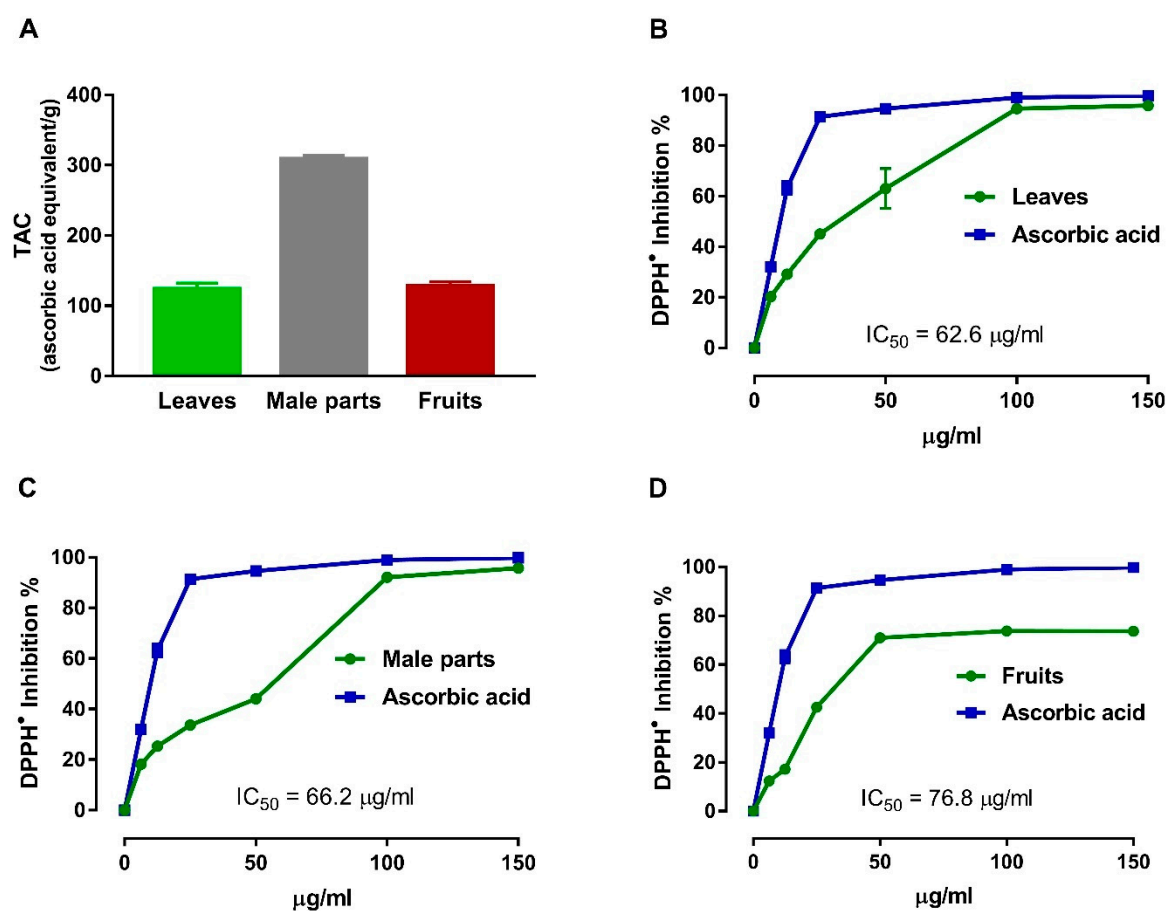 A
TAC
(ascorbic acid equivalent/g)
400
300
200
100
0
Leaves Male parts Fruits
B
DPPH• Inhibition %
100
80
60
40
20
0
Leaves
Ascorbic acid
IC50 = 62.6 μg/ml
0 50 100 150
μg/ml
C
DPPH• Inhibition %
100
80
60
40
20
0
Male parts
Ascorbic acid
IC50 = 66.2 μg/ml
0 50 100 150
μg/ml
D
DPPH• Inhibition %
100
80
60
40
20
0
Fruits
Ascorbic acid
IC50 = 76.8 μg/ml
0 50 100 150
μg/ml